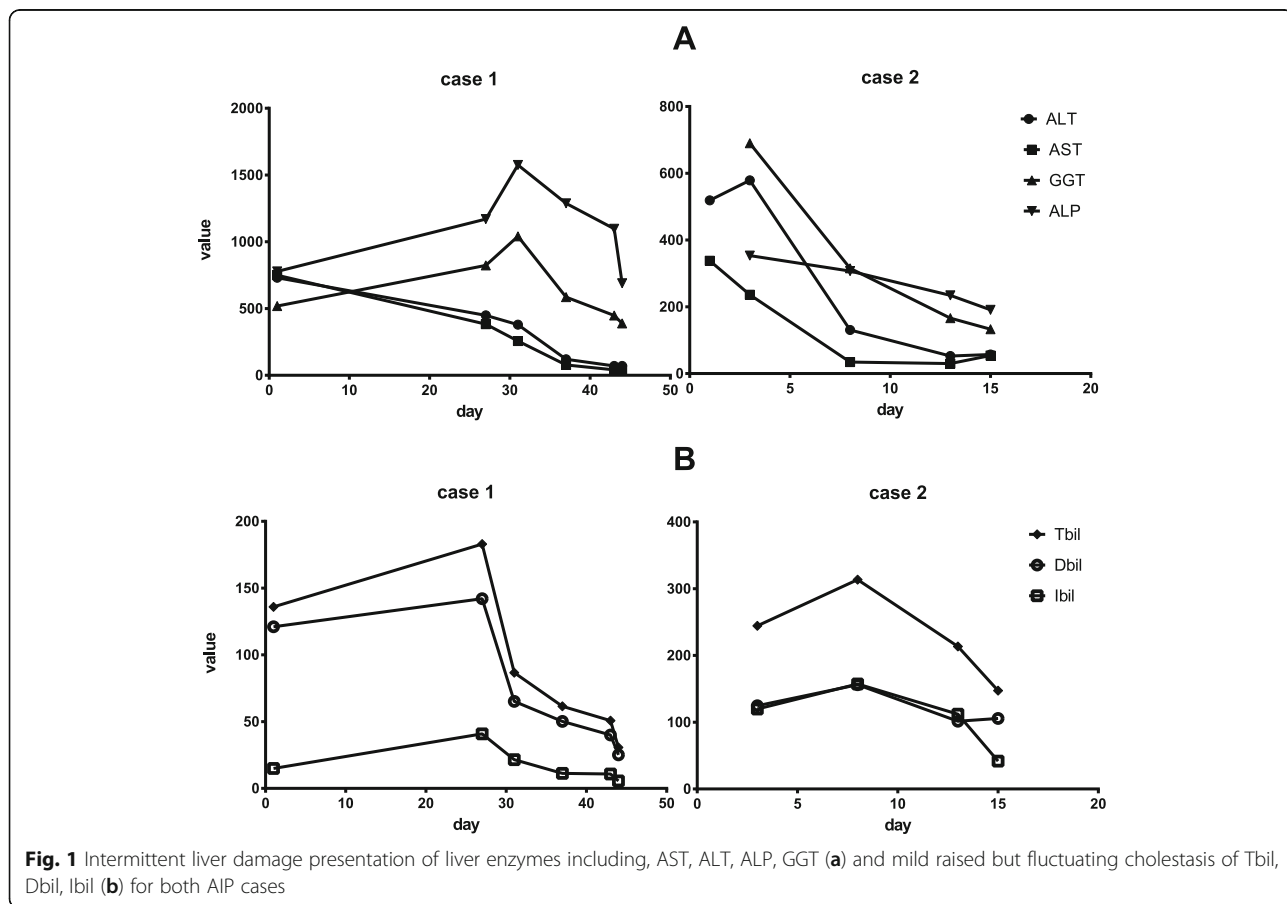 A
case 1
2000
1500
1000
500
0
value
0 10 20 30 40 50
day
case 2
800
600
400
200
0
0 5 10 15 20
day
ALT
AST
GGT
ALP
B
case 1
200
150
100
50
0
value
0 10 20 30 40 50
day
case 2
400
300
200
100
0
0 5 10 15 20
day
Tbil
Dbil
Ibil
Fig. 1 Intermittent liver damage presentation of liver enzymes including, AST, ALT, ALP, GGT (a) and mild raised but fluctuating cholestasis of Tbil,
Dbil, Ibil (b) for both AIP cases